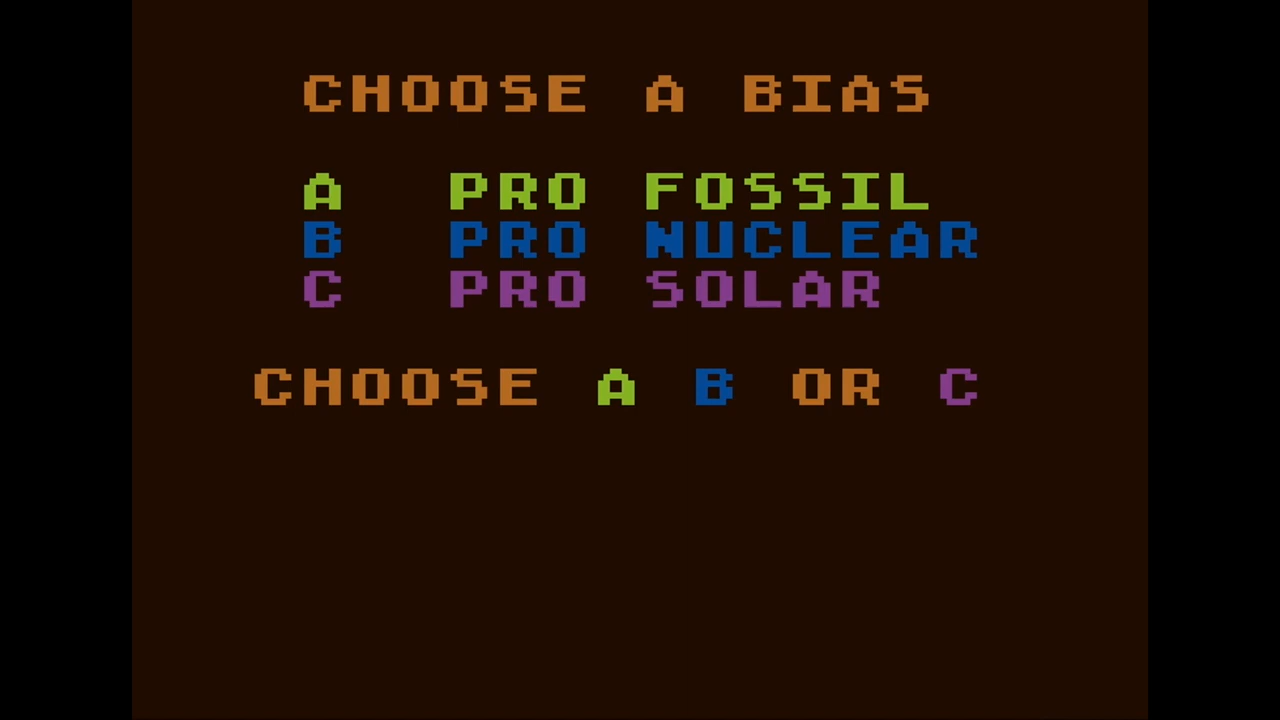 CHOOSE A BIAS
A PRO FOSSIL
B PRO NUCLEAR
C PRO SOLAR
CHOOSE A B OR C